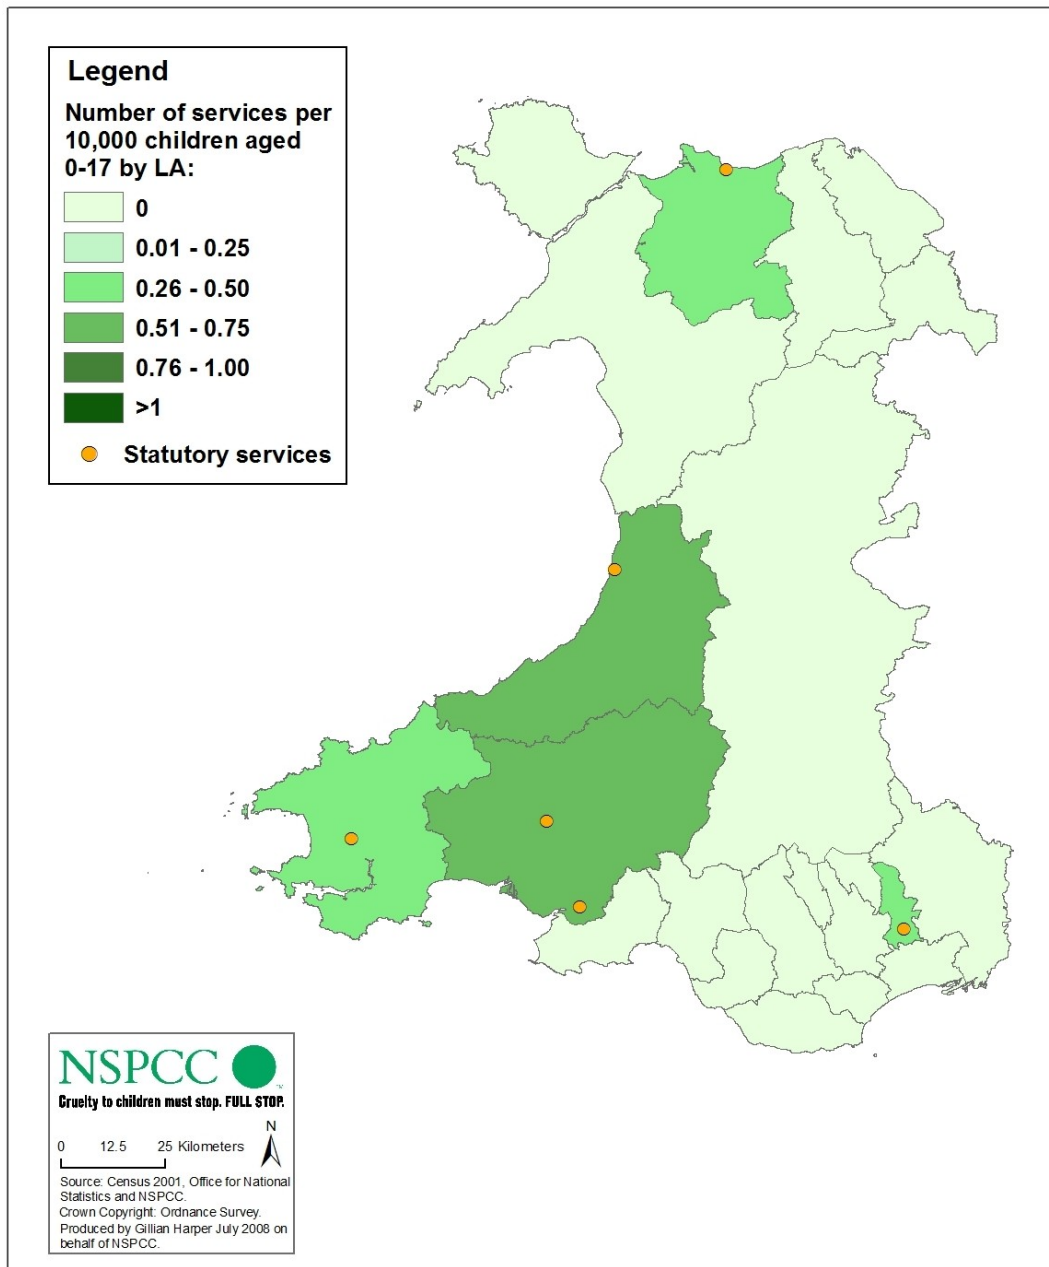 Legend
Number of services per
10,000 children aged
0-17 by LA:
0
0.01 - 0.25
0.26 - 0.50
0.51 - 0.75
0.76 - 1.00
>1
Statutory services
NSPCC
Cruelty to children must stop. FULL STOP.
N
0 12.5 25 Kilometers
Source: Census 2001, Office for National
Statistics and NSPCC.
Crown Copyright: Ordnance Survey.
Produced by Gillian Harper July 2008 on
behalf of NSPCC.